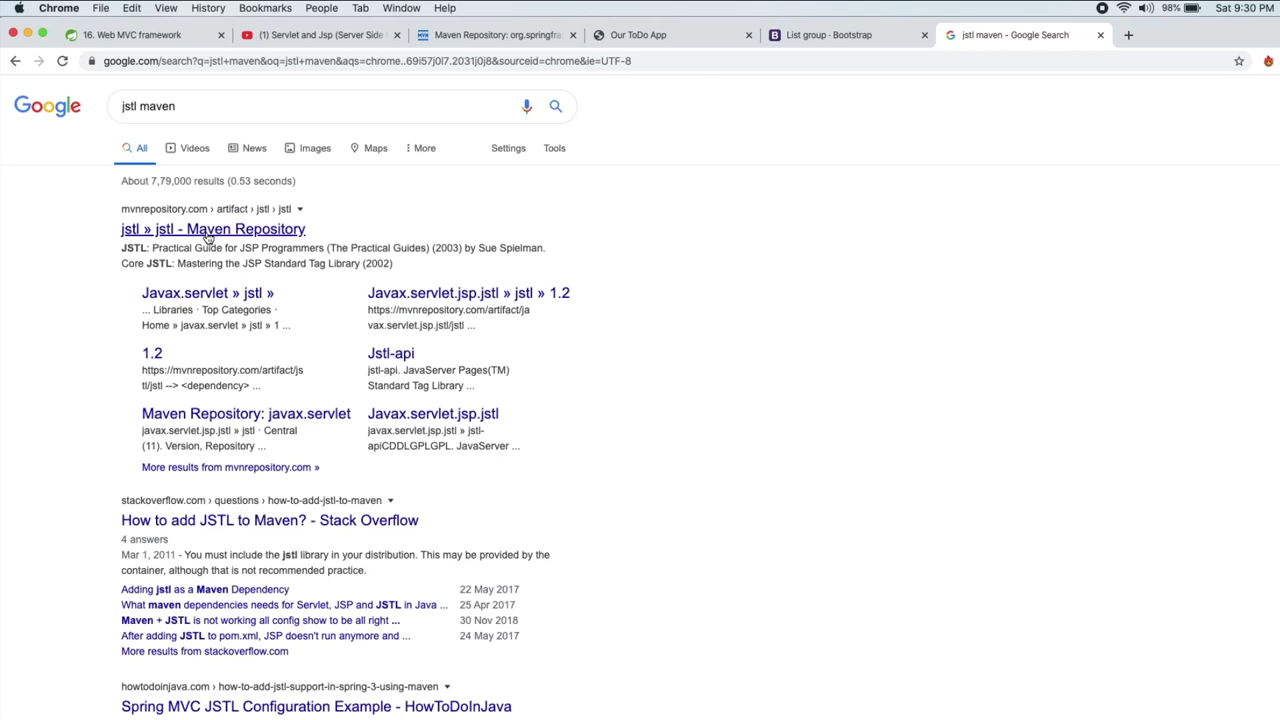 Chrome File Edit View History Bookmarks People Tab Window Help 98% Sat 9:30 PM
16. Web MVC framework (1) Servlet and Jsp (Server Side Maven Repository: org.springfra Our ToDo App List group · Bootstrap jstl maven - Google Search
google.com/search?q=jstl+maven&oq=jstl+maven&aqs=chrome..69i57j0l7.2031j0j8&sourceid=chrome&ie=UTF-8
Google jstl maven
All Videos News Images Maps More Settings Tools
About 7,79,000 results (0.53 seconds)
mvnrepository.com › artifact › jstl › jstl
jstl » jstl - Maven Repository
JSTL: Practical Guide for JSP Programmers (The Practical Guides) (2003) by Sue Spielman.
Core JSTL: Mastering the JSP Standard Tag Library (2002)
Javax.servlet » jstl »
... Libraries · Top Categories ·
Home » javax.servlet » jstl » 1 ...
Javax.servlet.jsp.jstl » jstl » 1.2
https://mvnrepository.com/artifact/ja
vax.servlet.jsp.jstl/jstl ...
1.2
https://mvnrepository.com/artifact/js
tl/jstl --> <dependency> ...
Jstl-api
jstl-api. JavaServer Pages(TM)
Standard Tag Library ...
Maven Repository: javax.servlet
javax.servlet.jsp.jstl » jstl · Central
(11). Version, Repository ...
Javax.servlet.jsp.jstl
javax.servlet.jsp.jstl » jstl-
apiCDDLGPLGPL. JavaServer ...
More results from mvnrepository.com »
stackoverflow.com › questions › how-to-add-jstl-to-maven
How to add JSTL to Maven? - Stack Overflow
4 answers
Mar 1, 2011 - You must include the jstl library in your distribution. This may be provided by the
container, although that is not recommended practice.
Adding jstl as a Maven Dependency 22 May 2017
What maven dependencies needs for Servlet, JSP and JSTL in Java ... 25 Apr 2017
Maven + JSTL is not working all config show to be all right ... 30 Nov 2018
After adding JSTL to pom.xml, JSP doesn't run anymore and ... 24 May 2017
More results from stackoverflow.com
howtodoinjava.com › how-to-add-jstl-support-in-spring-3-using-maven
Spring MVC JSTL Configuration Example - HowToDoInJava